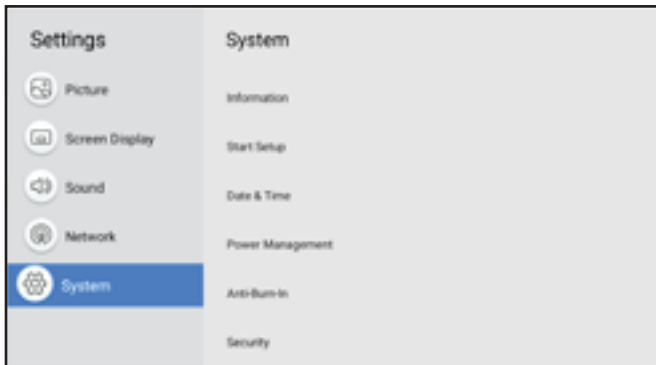 Settings
Picture
Screen Display
Sound
Network
System
System
Information
Start Setup
Date & Time
Power Management
Anti-Burn-In
Security